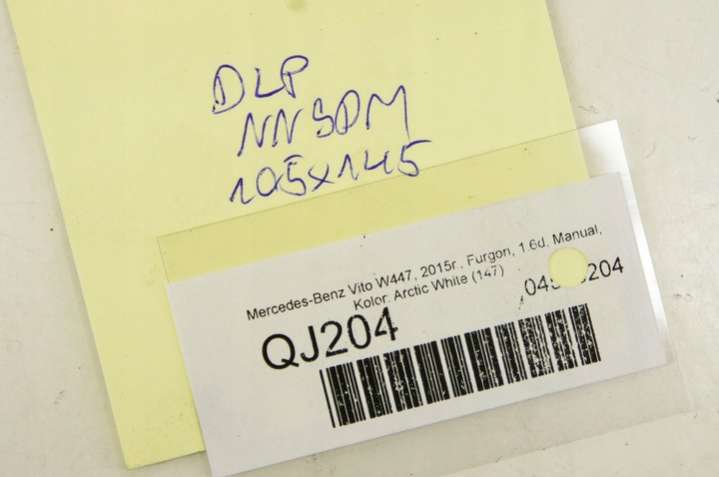 DLP
NNSDM
105x145
Mercedes-Benz Vito W447, 2015r., Furgon, 1.6d, Manual,
Kolor: Arctic White (147)
QJ204